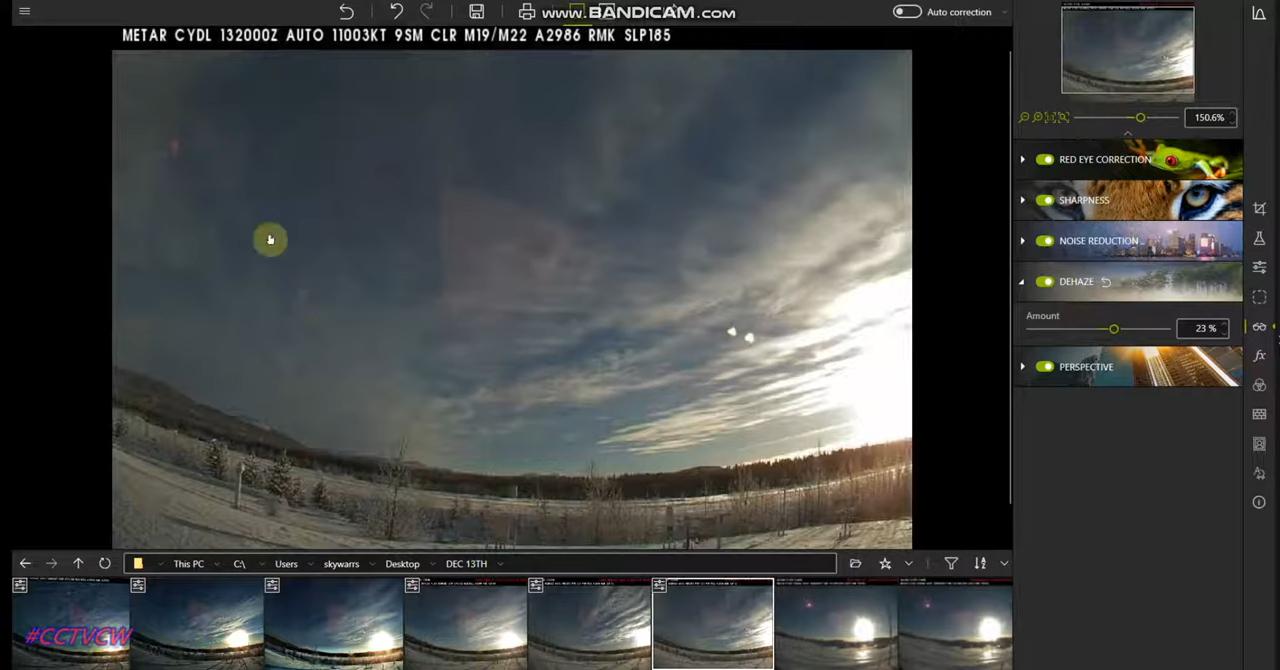 www.BANDICAM.com
Auto correction
METAR CYDL 132000Z AUTO 11003KT 9SM CLR M19/M22 A2986 RMK SLP185
150.6%
RED EYE CORRECTION
SHARPNESS
NOISE REDUCTION
DEHAZE
Amount
23 %
PERSPECTIVE
This PC
C:\
Users
skywarrs
Desktop
DEC 13TH
#CCTVCW